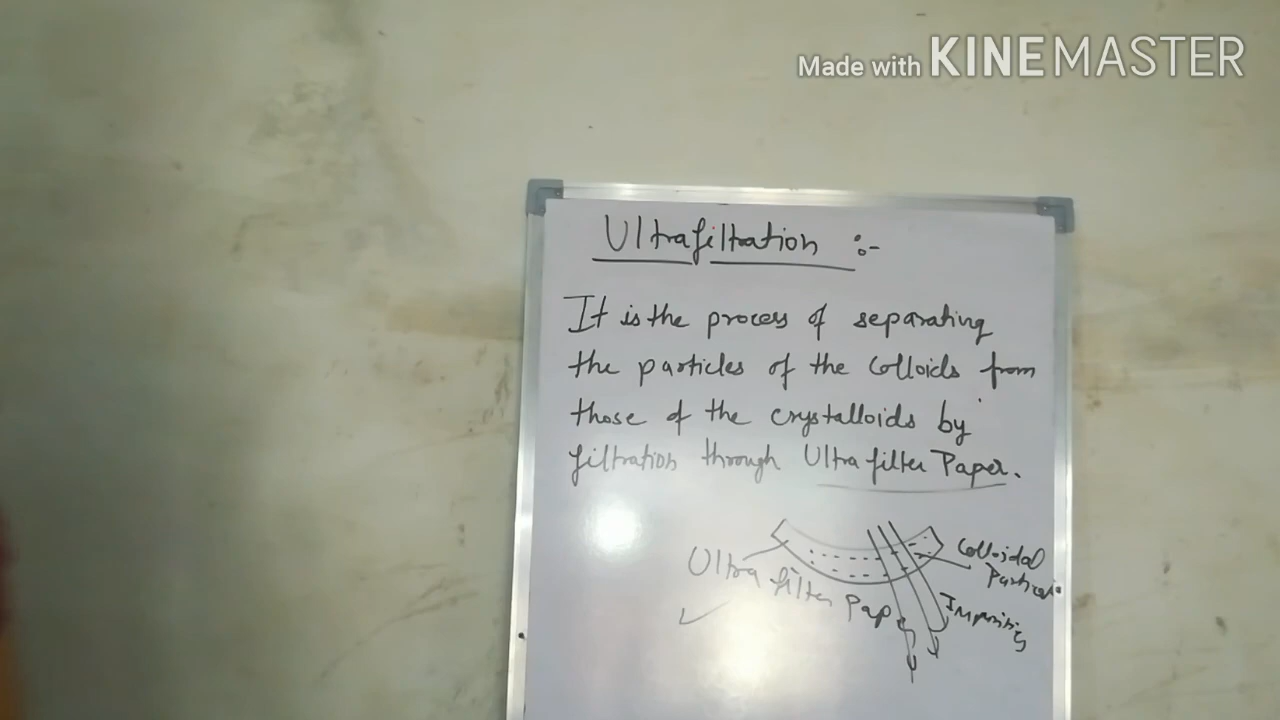 Made with KINEMASTER
Ultrafiltration :-
It is the process of separating
the particles of the colloids from
those of the crystalloids by
filtration through Ultra filter Paper.
Colloidal
Particle
Ultra filter Paper
Impurities